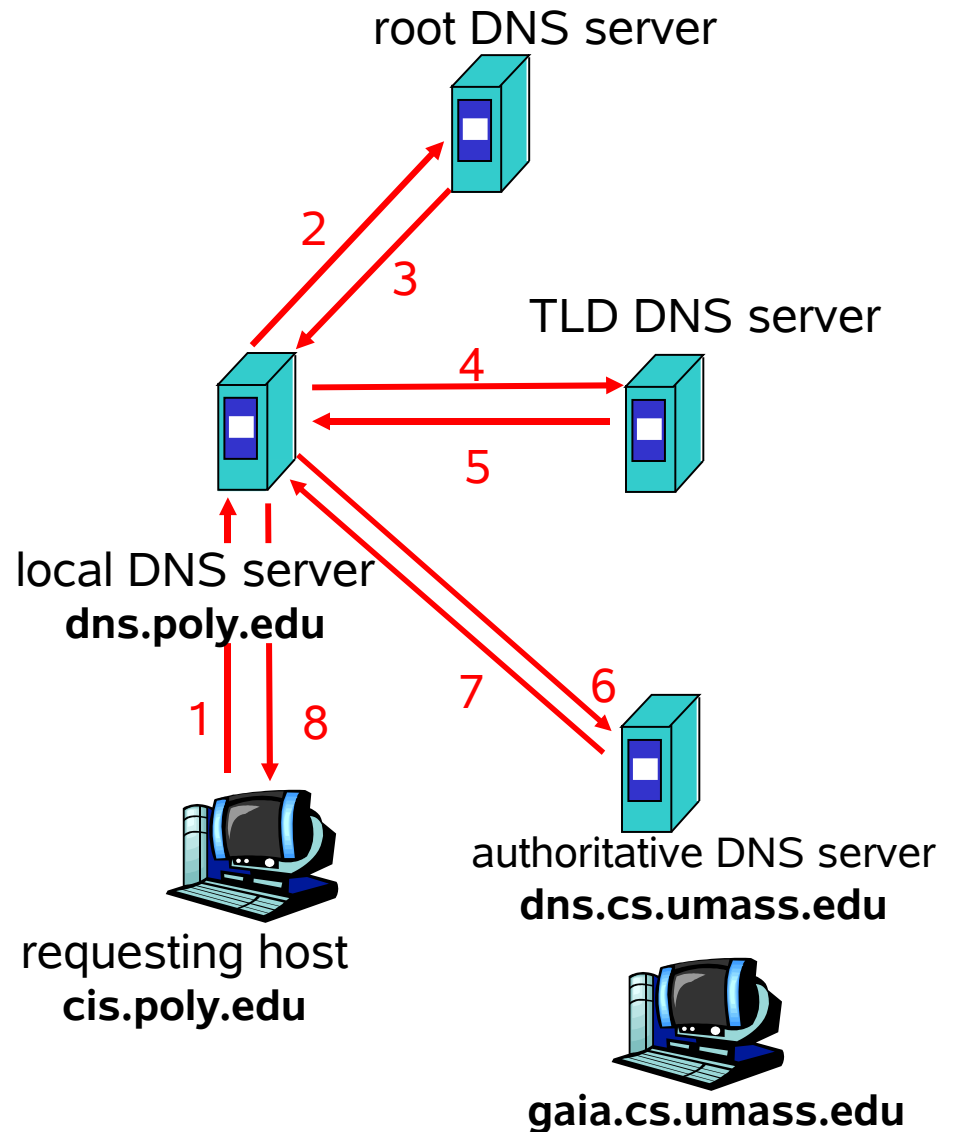 root DNS server
2
3
TLD DNS server
4
5
local DNS server
dns.poly.edu
7
6
1
8
authoritative DNS server
dns.cs.umass.edu
requesting host
cis.poly.edu
gaia.cs.umass.edu